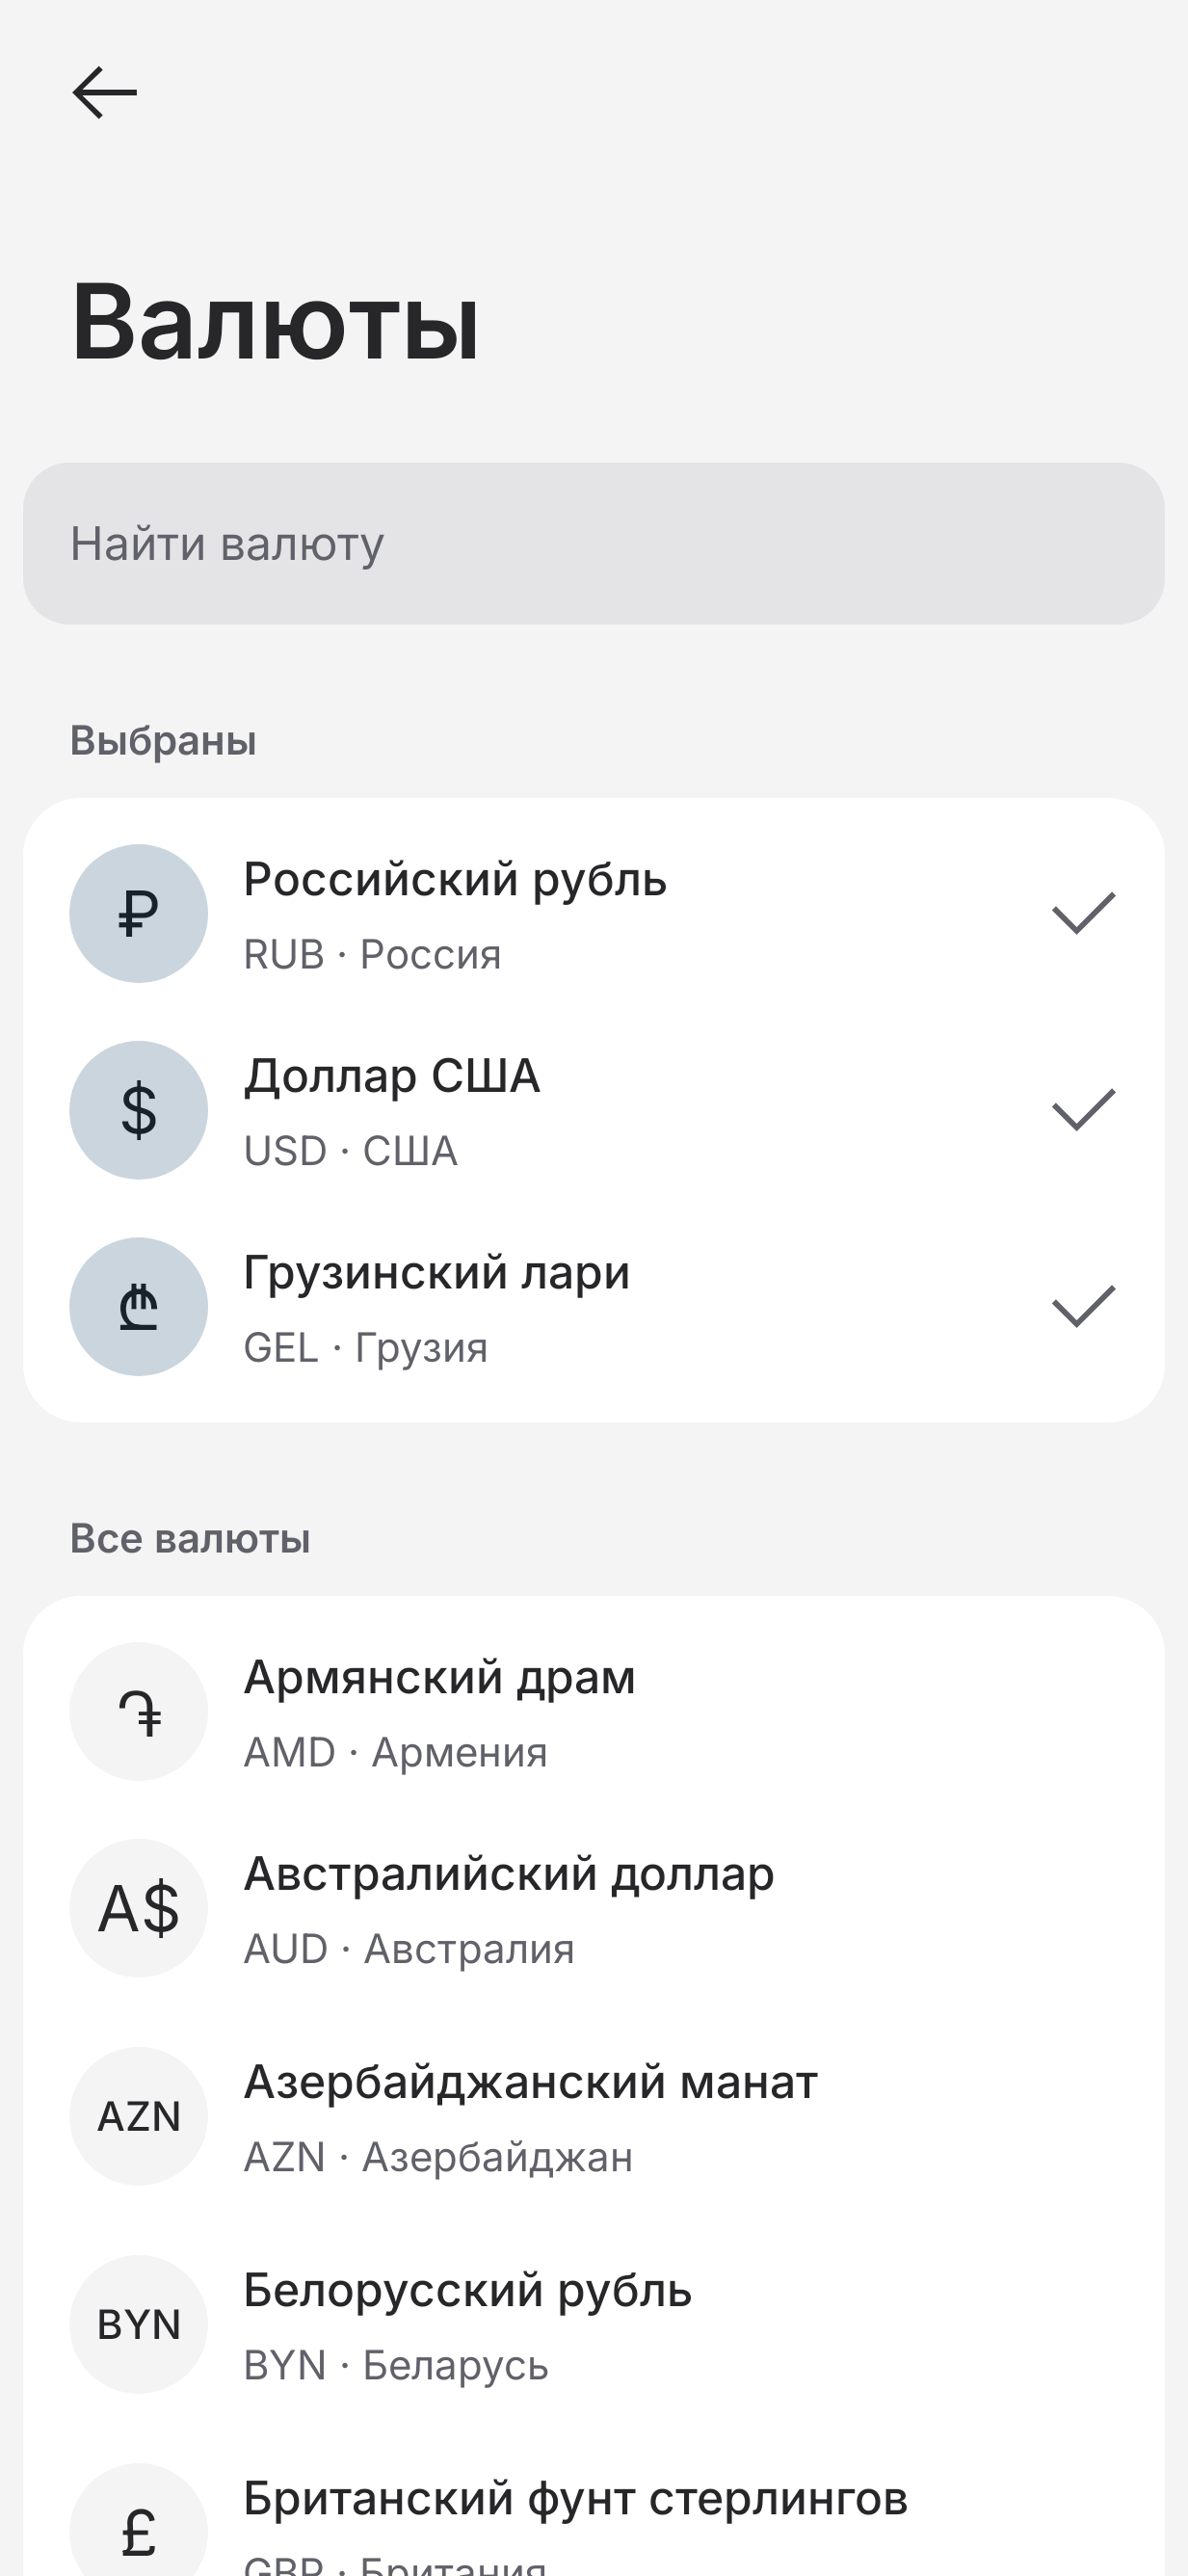 Валюты
Найти валюту
Выбраны
₽
Российский рубль
RUB · Россия
$
Доллар США
USD · США
₾
Грузинский лари
GEL · Грузия
Все валюты
֏
Армянский драм
AMD · Армения
A$
Австралийский доллар
AUD · Австралия
AZN
Азербайджанский манат
AZN · Азербайджан
BYN
Белорусский рубль
BYN · Беларусь
£
Британский фунт стерлингов
GBP · Британия